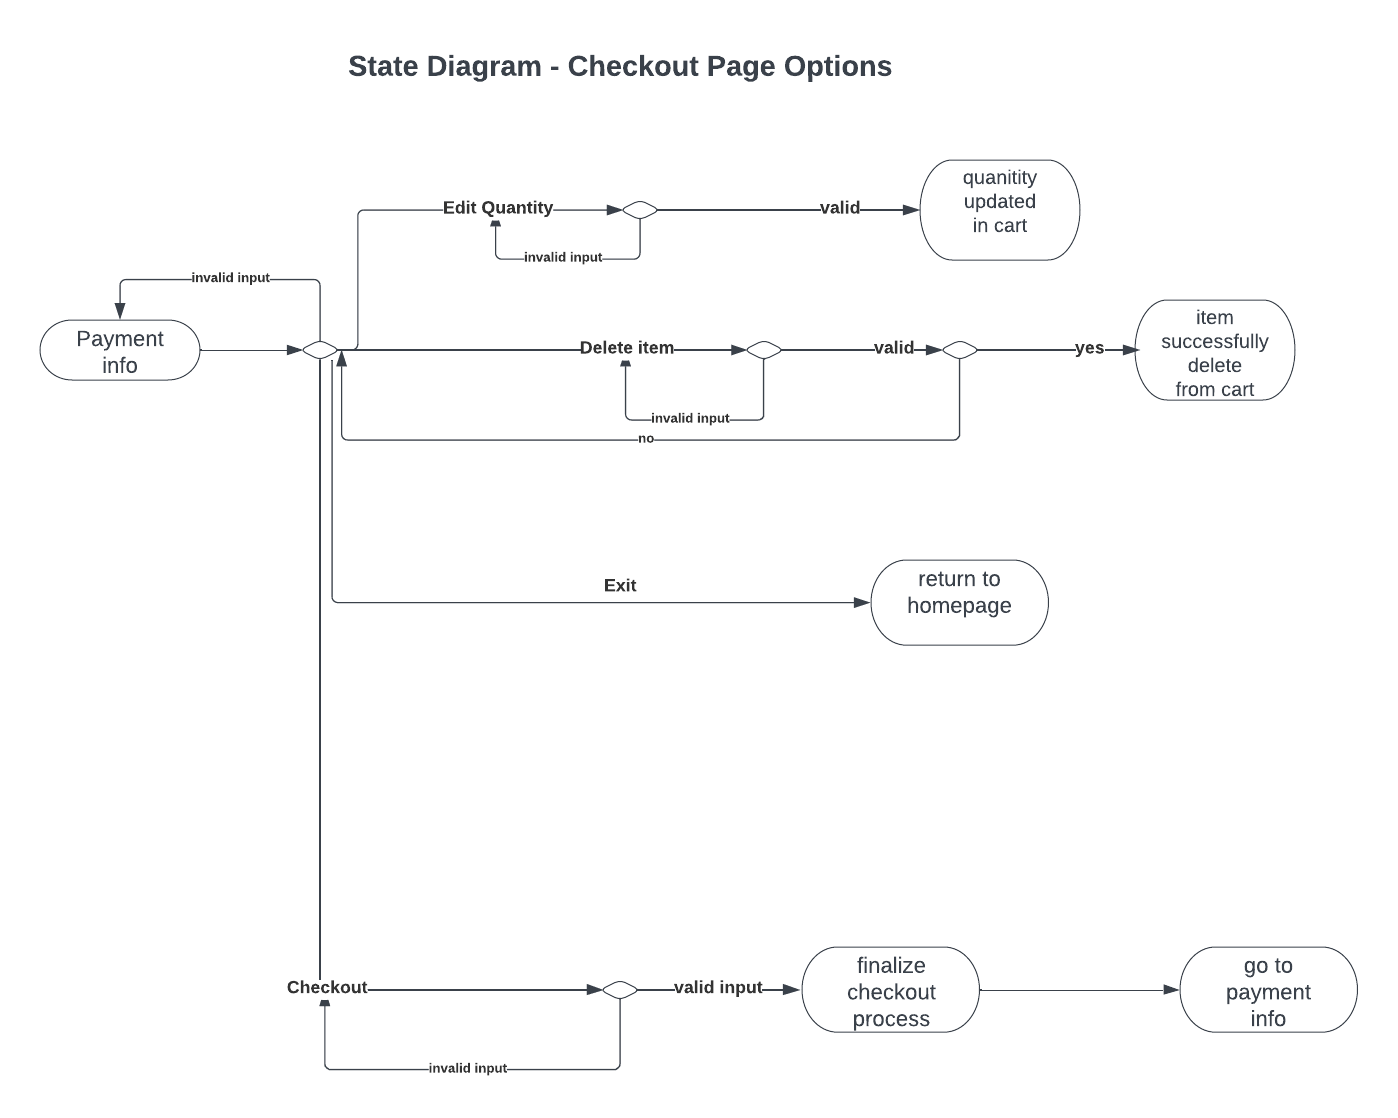 State Diagram - Checkout Page Options
quanitity
updated
in cart
Edit Quantity
valid
invalid input
invalid input
Payment
info
Delete item
valid
yes
item
successfully
delete
from cart
invalid input
no
Exit
return to
homepage
Checkout
valid input
finalize
checkout
process
go to
payment
info
invalid input